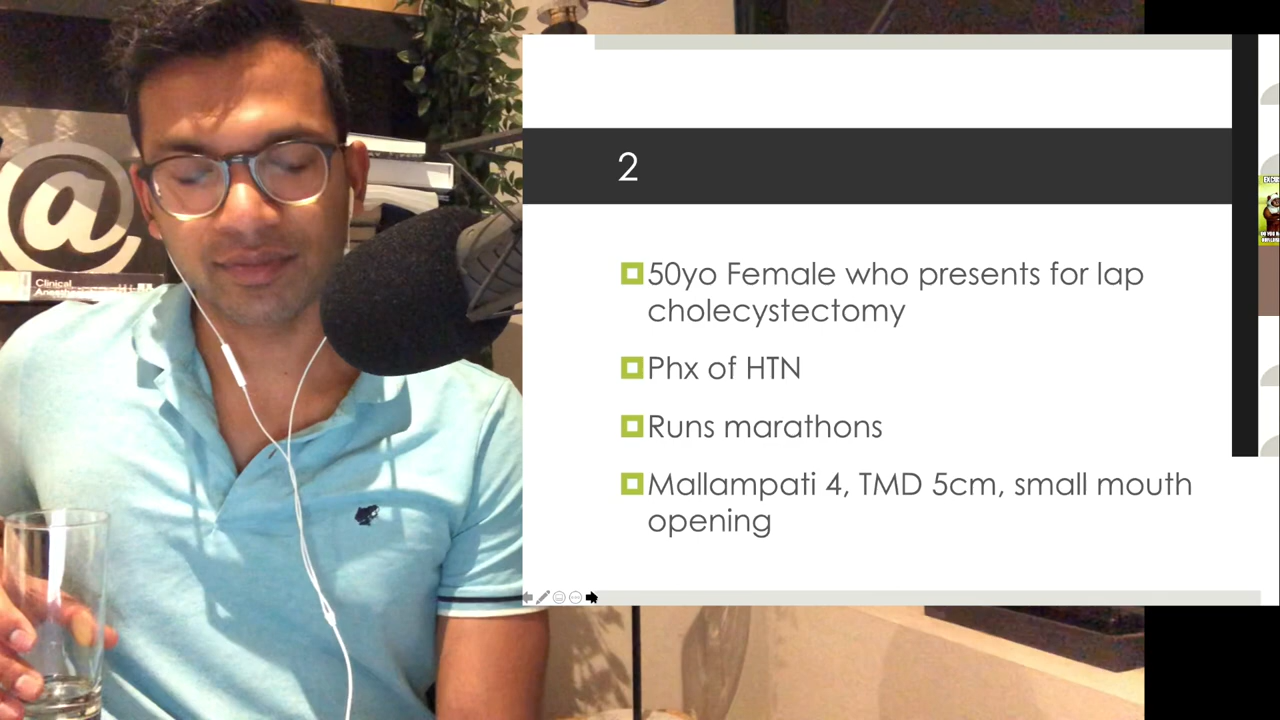 @
Clinical
2
50yo Female who presents for lap
cholecystectomy
Phx of HTN
Runs marathons
Mallampati 4, TMD 5cm, small mouth
opening